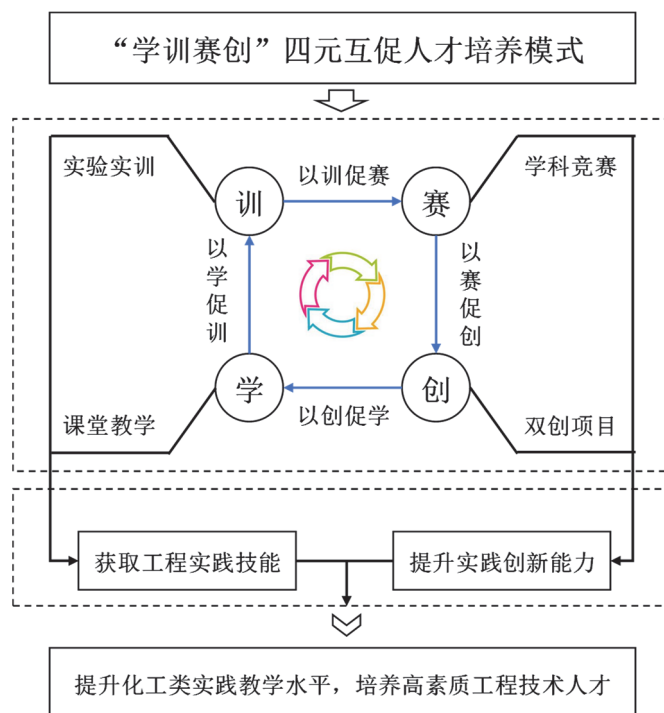 “学训赛创”四元互促人才培养模式
实验实训
学科竞赛
训
以训促赛
赛
以学促训
以赛促创
学
以创促学
创
课堂教学
双创项目
获取工程实践技能
提升实践创新能力
提升化工类实践教学水平，培养高素质工程技术人才